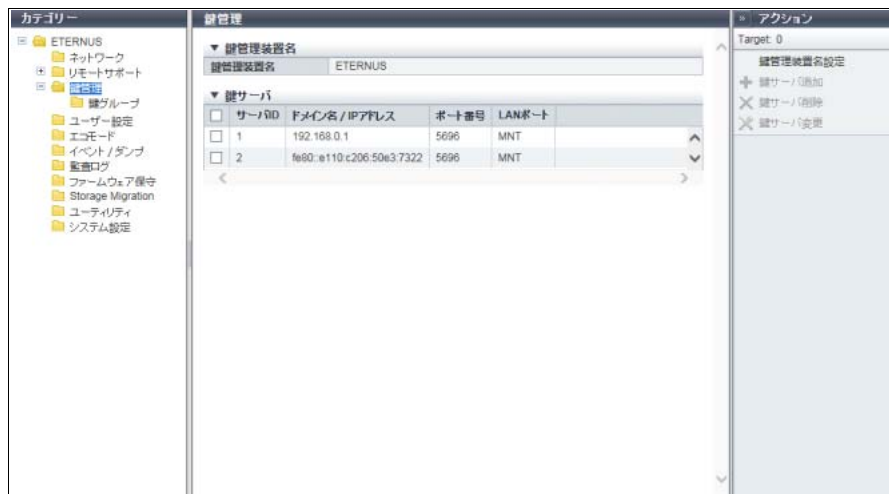 カテゴリー
ETERNUS
ネットワーク
リモートサポート
鍵管理
鍵グループ
ユーザー設定
エコモード
イベント / ダンプ
監査ログ
ファームウェア保守
Storage Migration
ユーティリティ
システム設定
鍵管理
▼ 鍵管理装置名
鍵管理装置名 ETERNUS
▼ 鍵サーバ
サーバID ドメイン名 / IPアドレス ポート番号 LANポート
1 192.168.0.1 5696 MNT
2 fe80::e110:c206:50e3:7322 5696 MNT
» アクション
Target: 0
鍵管理装置名設定
鍵サーバ追加
鍵サーバ削除
鍵サーバ変更